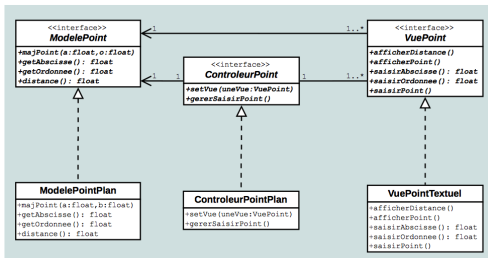 <<interface>>
ModelePoint
+majPoint(a:float,o:float)
+getAbscisse(): float
+getOrdonnee(): float
+distance(): float
1
1..*
<<interface>>
VuePoint
+afficherDistance()
+afficherPoint()
+saisirAbscisse(): float
+saisirOrdonnee(): float
+saisirPoint()
1
1
<<interface>>
ControleurPoint
+setVue(uneVue:VuePoint)
+gererSaisirPoint()
1
1..*
ModelePointPlan
+majPoint(a:float,b:float)
+getAbscisse(): float
+getOrdonnee(): float
+distance(): float
ControleurPointPlan
+setVue(uneVue:VuePoint)
+gererSaisirPoint()
VuePointTextuel
+afficherDistance()
+afficherPoint()
+saisirAbscisse(): float
+saisirOrdonnee(): float
+saisirPoint()